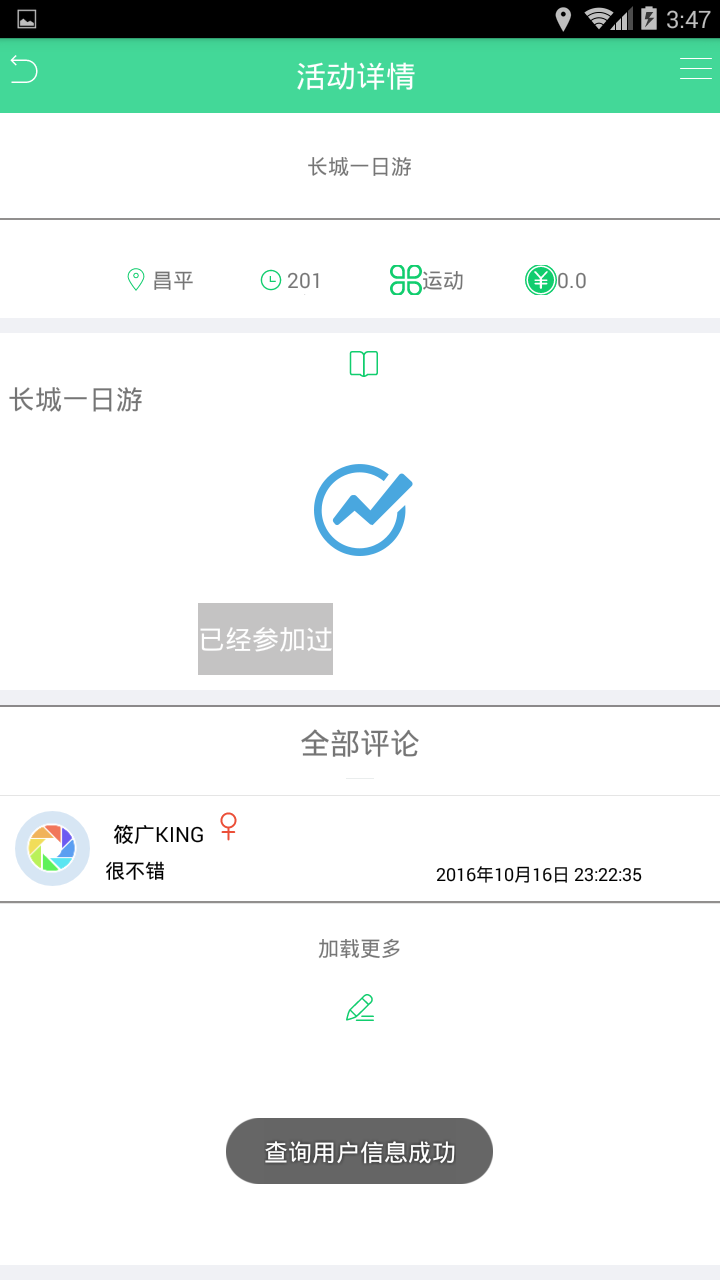 3:47
活动详情
长城一日游
昌平
201
运动
0.0
长城一日游
已经参加过
全部评论
筱广KING
很不错
2016年10月16日 23:22:35
加载更多
查询用户信息成功